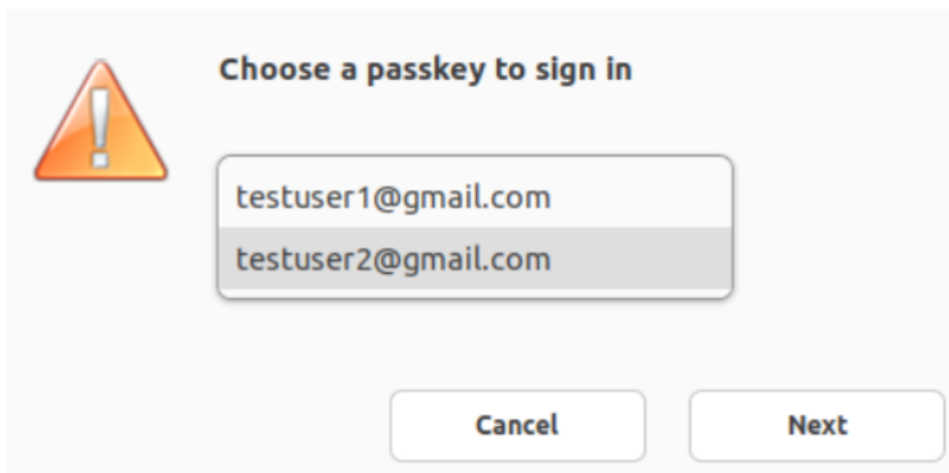 Choose a passkey to sign in
testuser1@gmail.com
testuser2@gmail.com
Cancel
Next